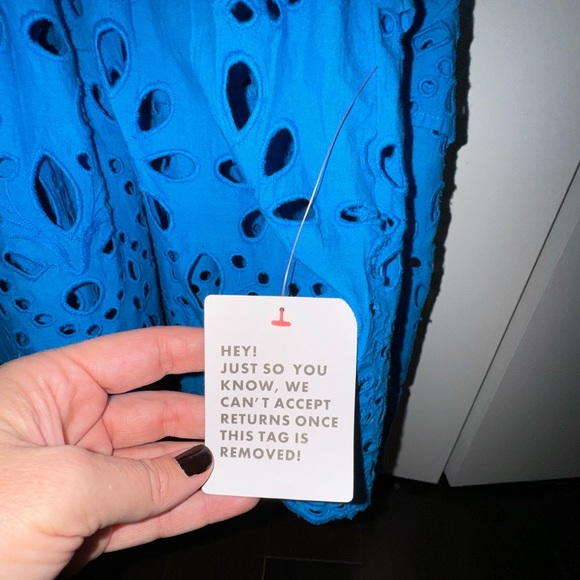 HEY!
JUST SO YOU
KNOW, WE
CAN'T ACCEPT
RETURNS ONCE
THIS TAG IS
REMOVED!